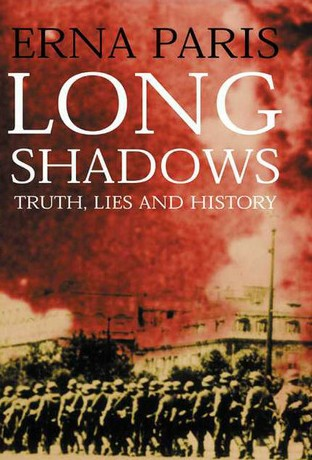 ERNA PARIS
LONG
SHADOWS
TRUTH, LIES AND HISTORY